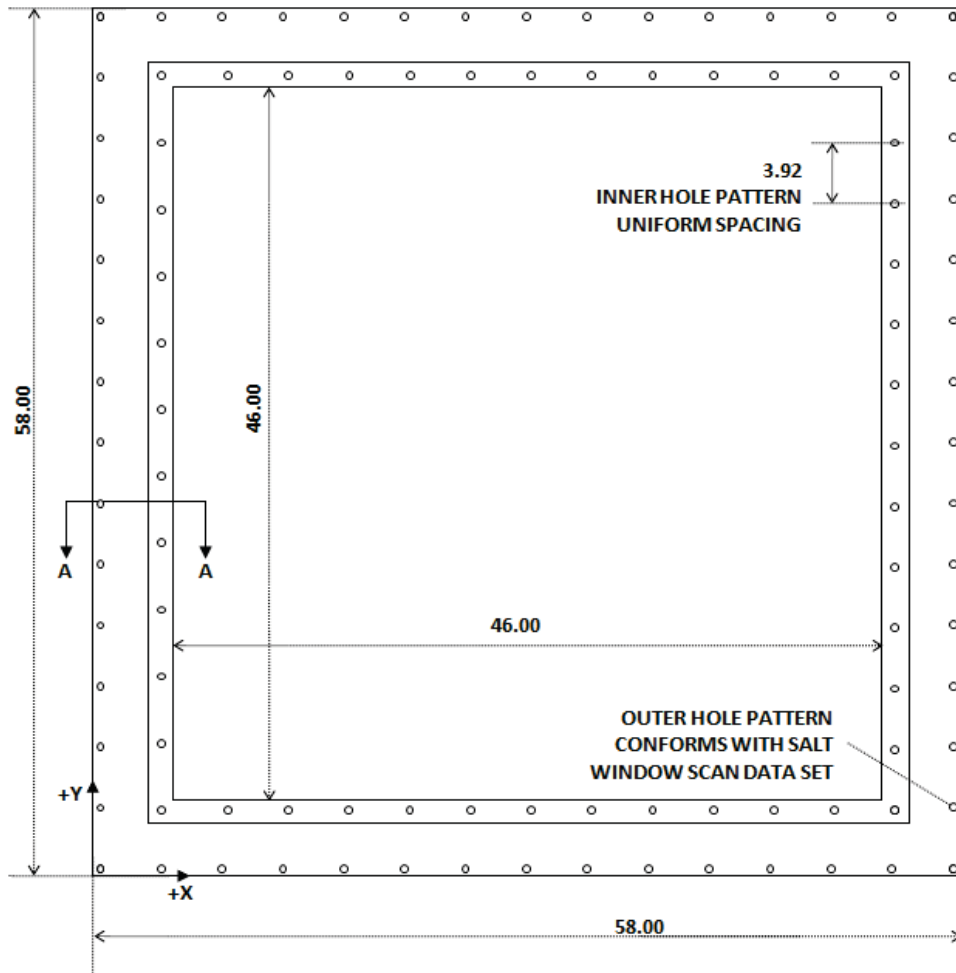 3.92
INNER HOLE PATTERN
UNIFORM SPACING
58.00
46.00
A
A
46.00
OUTER HOLE PATTERN
CONFORMS WITH SALT
WINDOW SCAN DATA SET
+Y
+X
58.00